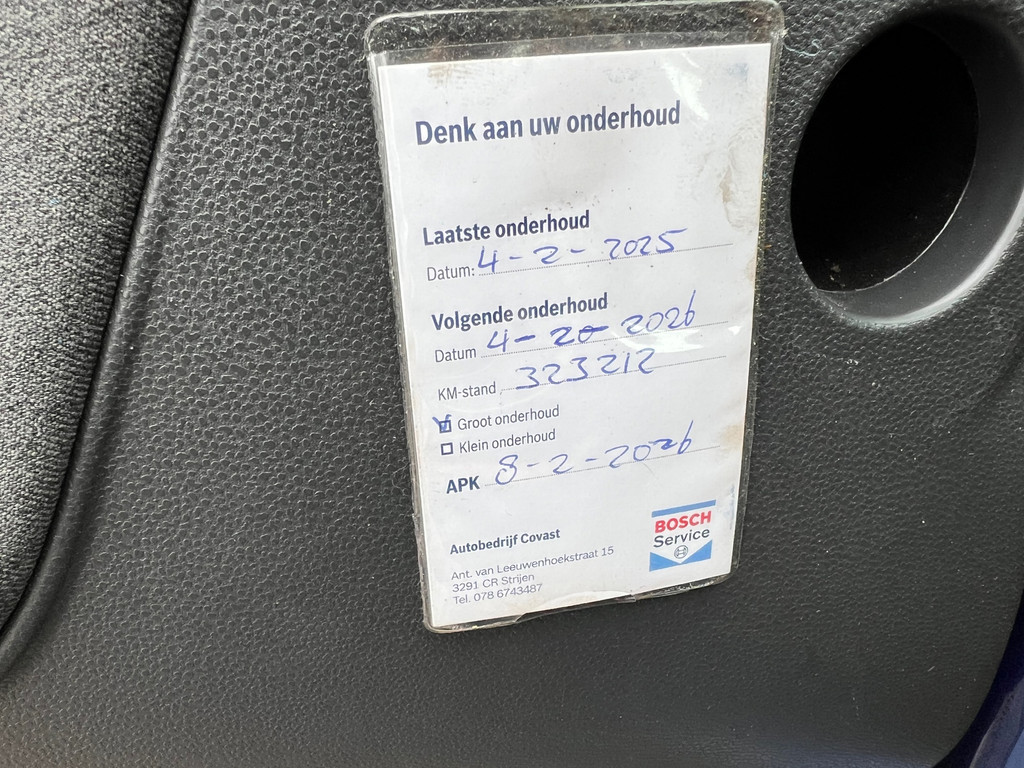 Denk aan uw onderhoud
Laatste onderhoud
Datum: 4-2-2025
Volgende onderhoud
Datum 4-20-2026
KM-stand 323212
Groot onderhoud
Klein onderhoud
APK 8-2-2026
Autobedrijf Covast
Ant. van Leeuwenhoekstraat 15
3291 CR Strijen
Tel. 078 6743487
BOSCH
Service